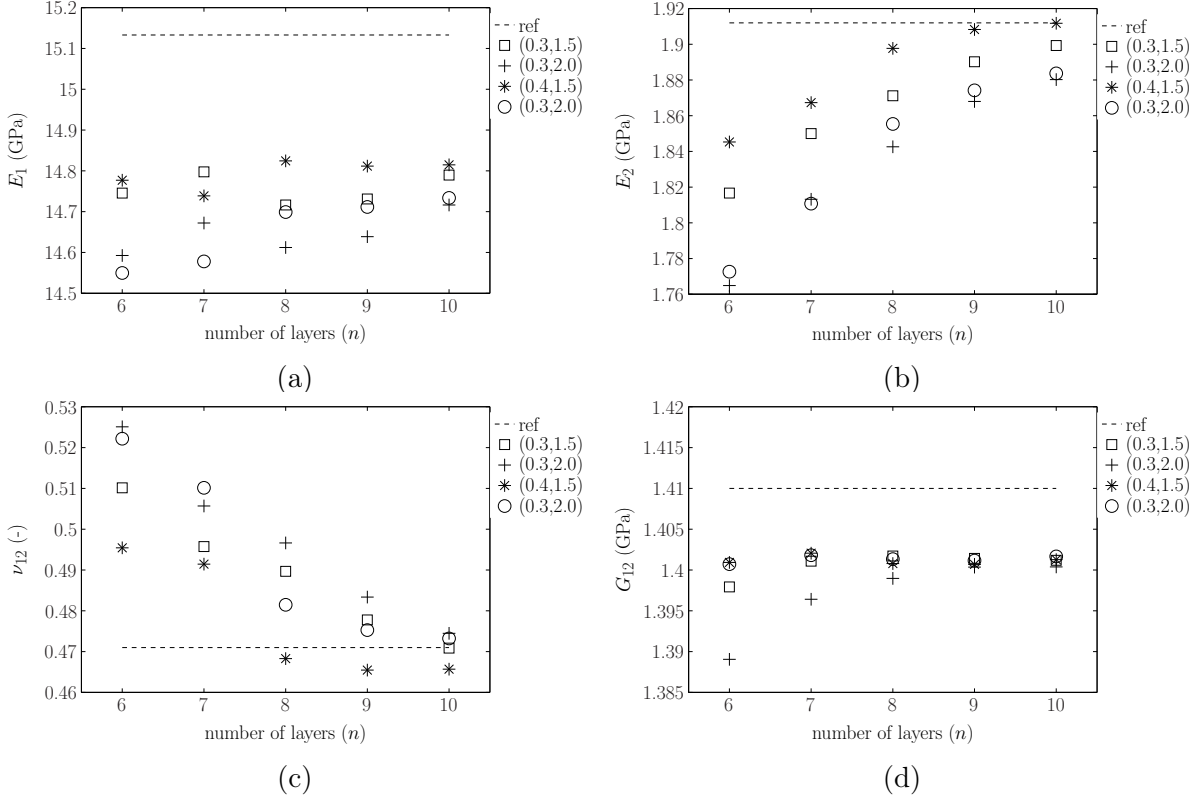 15.2
15.1
15
14.9
14.8
14.7
14.6
14.5
E1 (GPa)
6 7 8 9 10
number of layers (n)
ref
(0.3,1.5)
(0.3,2.0)
(0.4,1.5)
(0.3,2.0)
(a)
1.92
1.9
1.88
1.86
1.84
1.82
1.8
1.78
1.76
E2 (GPa)
6 7 8 9 10
number of layers (n)
ref
(0.3,1.5)
(0.3,2.0)
(0.4,1.5)
(0.3,2.0)
(b)
0.53
0.52
0.51
0.5
0.49
0.48
0.47
0.46
ν12 (-)
6 7 8 9 10
number of layers (n)
ref
(0.3,1.5)
(0.3,2.0)
(0.4,1.5)
(0.3,2.0)
(c)
1.42
1.415
1.41
1.405
1.4
1.395
1.39
1.385
G12 (GPa)
6 7 8 9 10
number of layers (n)
ref
(0.3,1.5)
(0.3,2.0)
(0.4,1.5)
(0.3,2.0)
(d)